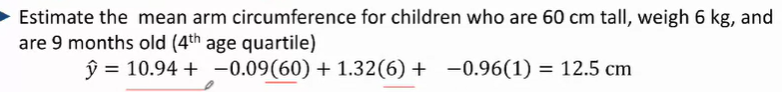 Estimate the mean arm circumference for children who are 60 cm tall, weigh 6 kg, and
are 9 months old (4th age quartile)
ŷ = 10.94 + −0.09(60) + 1.32(6) + −0.96(1) = 12.5 cm